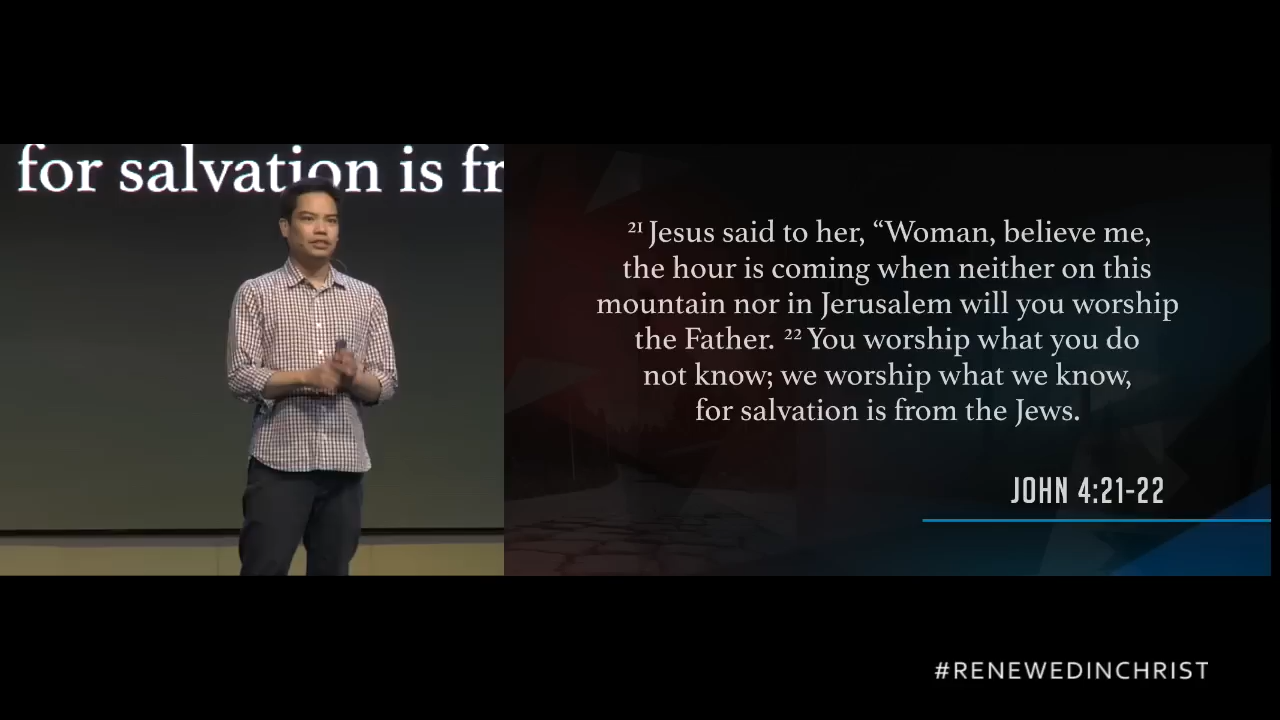 for salvation is fr
²¹ Jesus said to her, “Woman, believe me,
the hour is coming when neither on this
mountain nor in Jerusalem will you worship
the Father. ²² You worship what you do
not know; we worship what we know,
for salvation is from the Jews.
JOHN 4:21-22
#RENEWEDINCHRIST